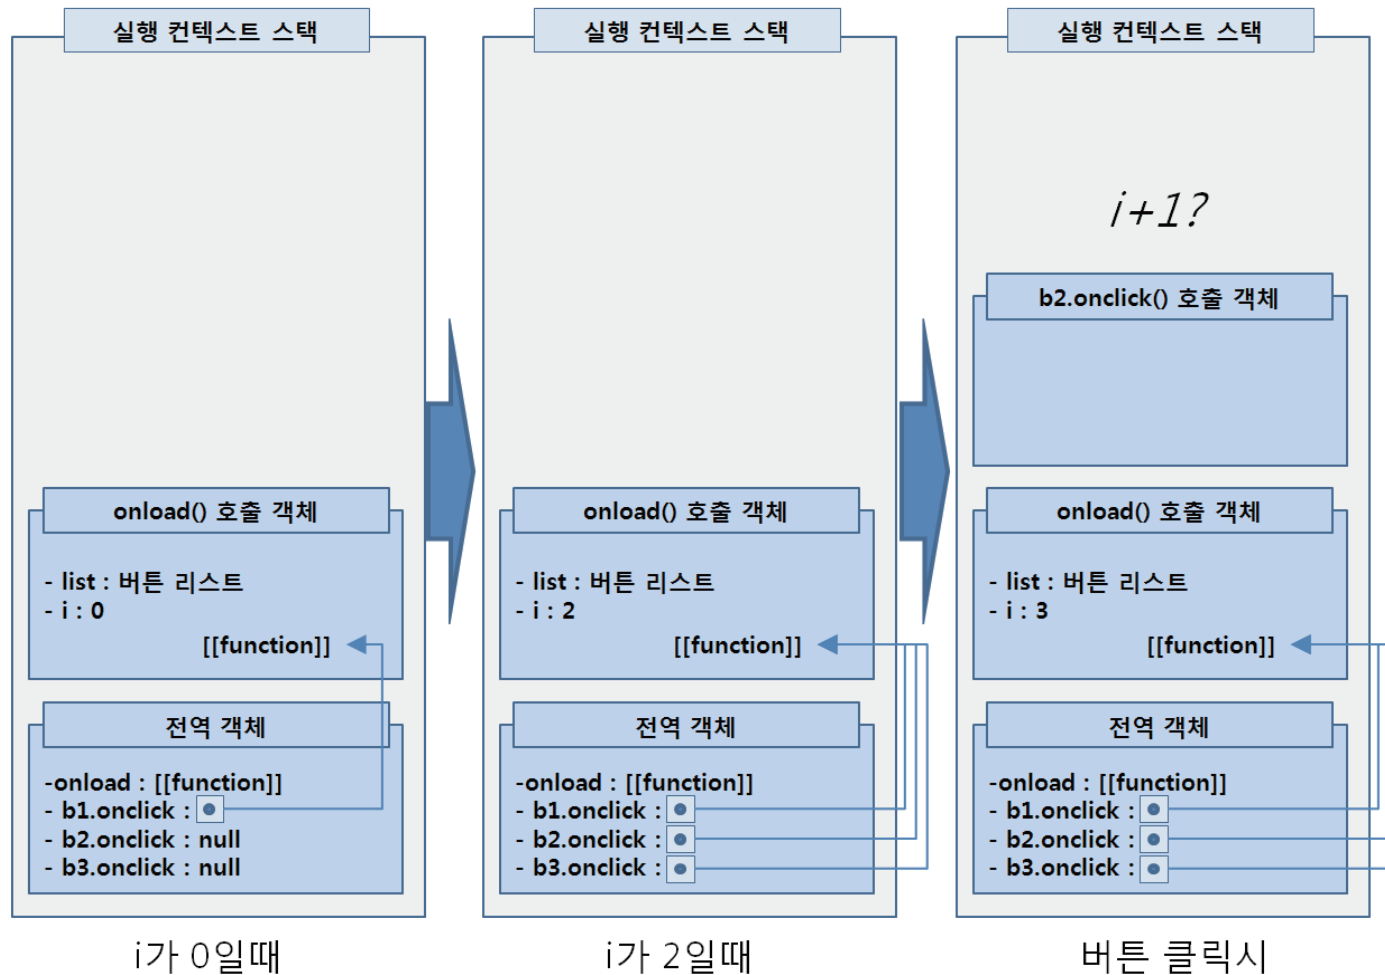 실행 컨텍스트 스택
onload() 호출 객체
- list : 버튼 리스트
- i : 0
[[function]]
전역 객체
-onload : [[function]]
- b1.onclick :
- b2.onclick : null
- b3.onclick : null
i가 0일때
실행 컨텍스트 스택
onload() 호출 객체
- list : 버튼 리스트
- i : 2
[[function]]
전역 객체
-onload : [[function]]
- b1.onclick :
- b2.onclick :
- b3.onclick :
i가 2일때
실행 컨텍스트 스택
i+1?
b2.onclick() 호출 객체
onload() 호출 객체
- list : 버튼 리스트
- i : 3
[[function]]
전역 객체
-onload : [[function]]
- b1.onclick :
- b2.onclick :
- b3.onclick :
버튼 클릭시